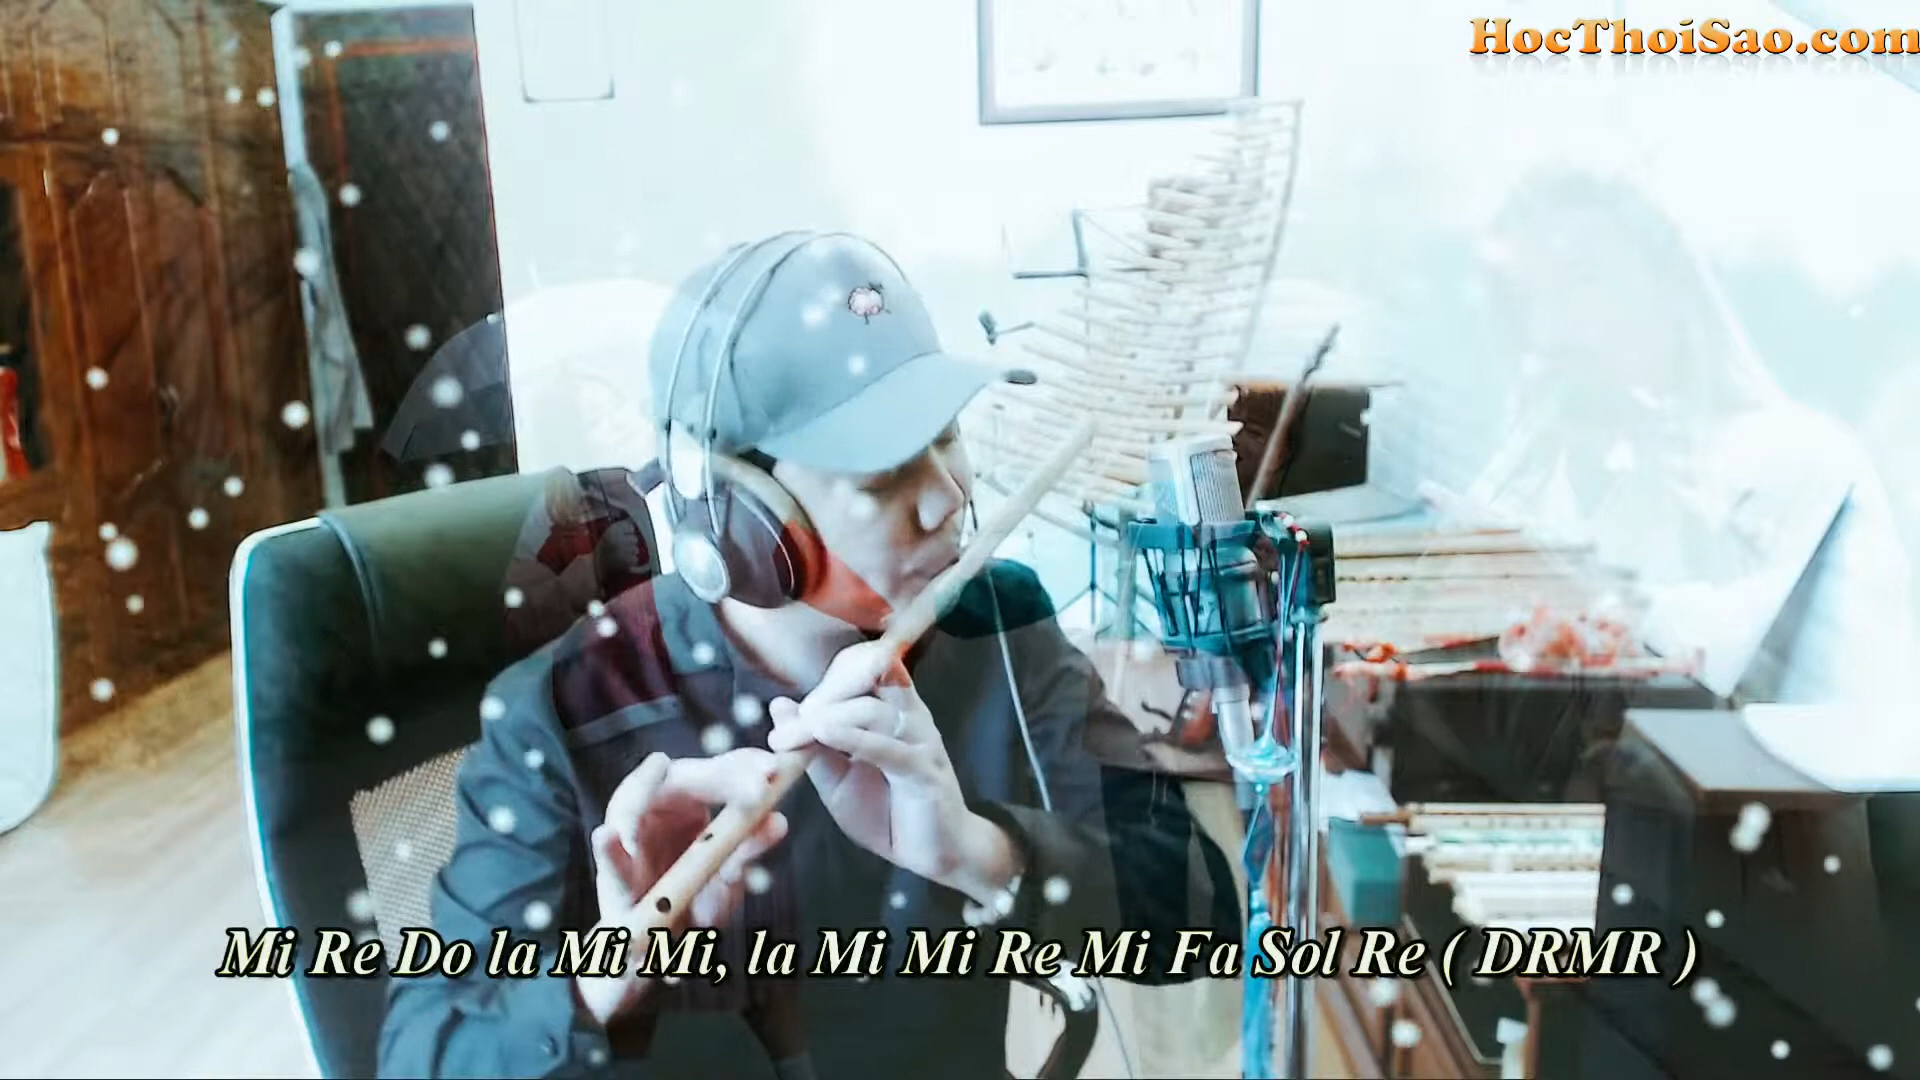 HocThoiSao.com
Mi Re Do la Mi Mi, la Mi Mi Re Mi Fa Sol Re ( DRMR )